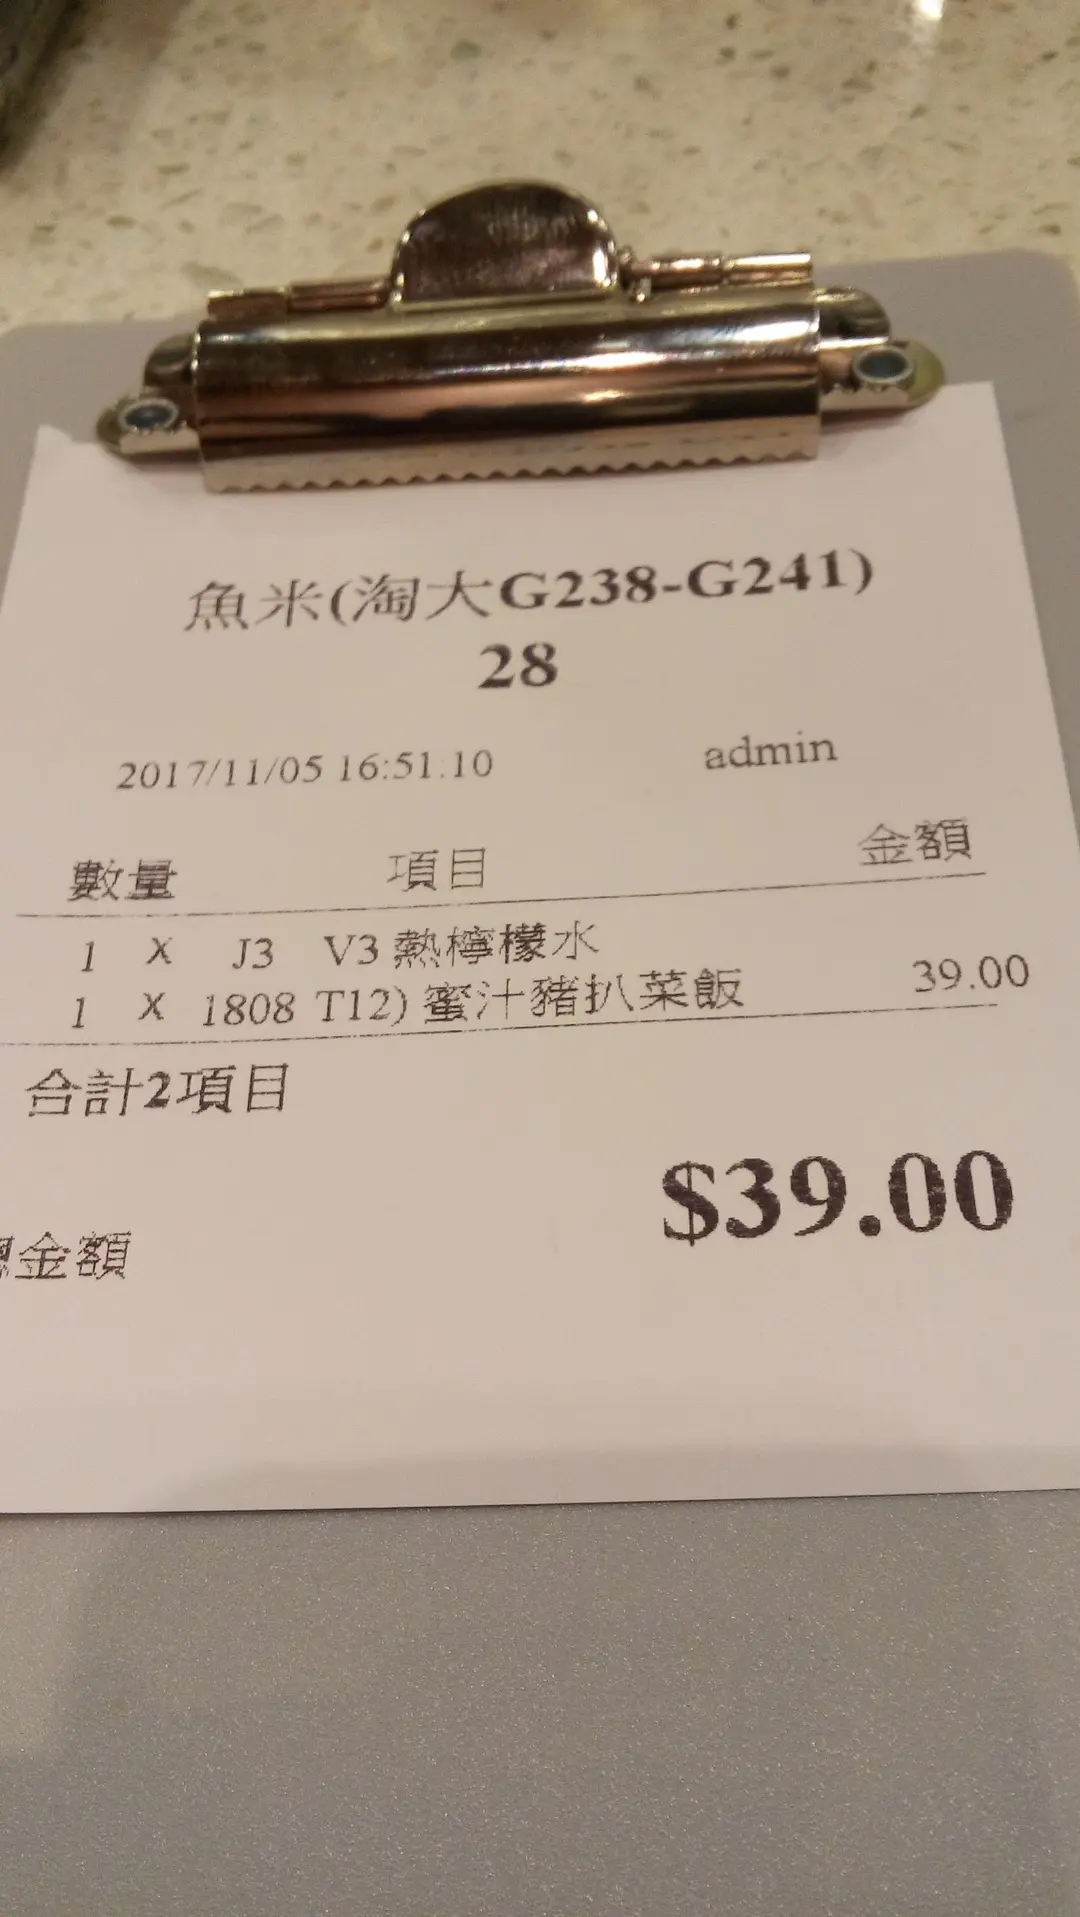 魚米(淘大G238-G241)
28
2017/11/05 16:51:10 admin
數量 項目 金額
1 X J3 V3 熱檸檬水
1 X 1808 T12) 蜜汁豬扒菜飯 39.00
合計2項目
$39.00
總金額